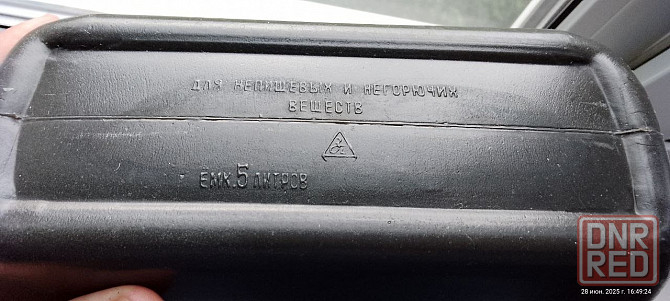 ДЛЯ НЕПИЩЕВЫХ И НЕГОРЮЧИХ
ВЕЩЕСТВ
ЕМК.5 ЛИТРОВ
DNR
RED
28 июн. 2025 г. 16:49:24